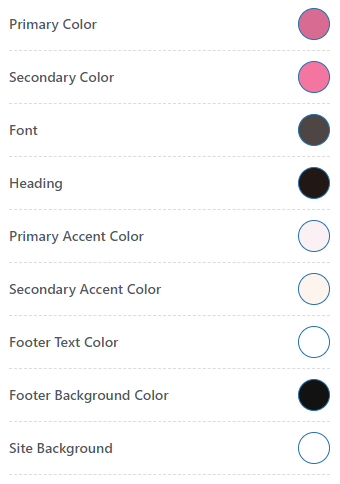 Primary Color
Secondary Color
Font
Heading
Primary Accent Color
Secondary Accent Color
Footer Text Color
Footer Background Color
Site Background